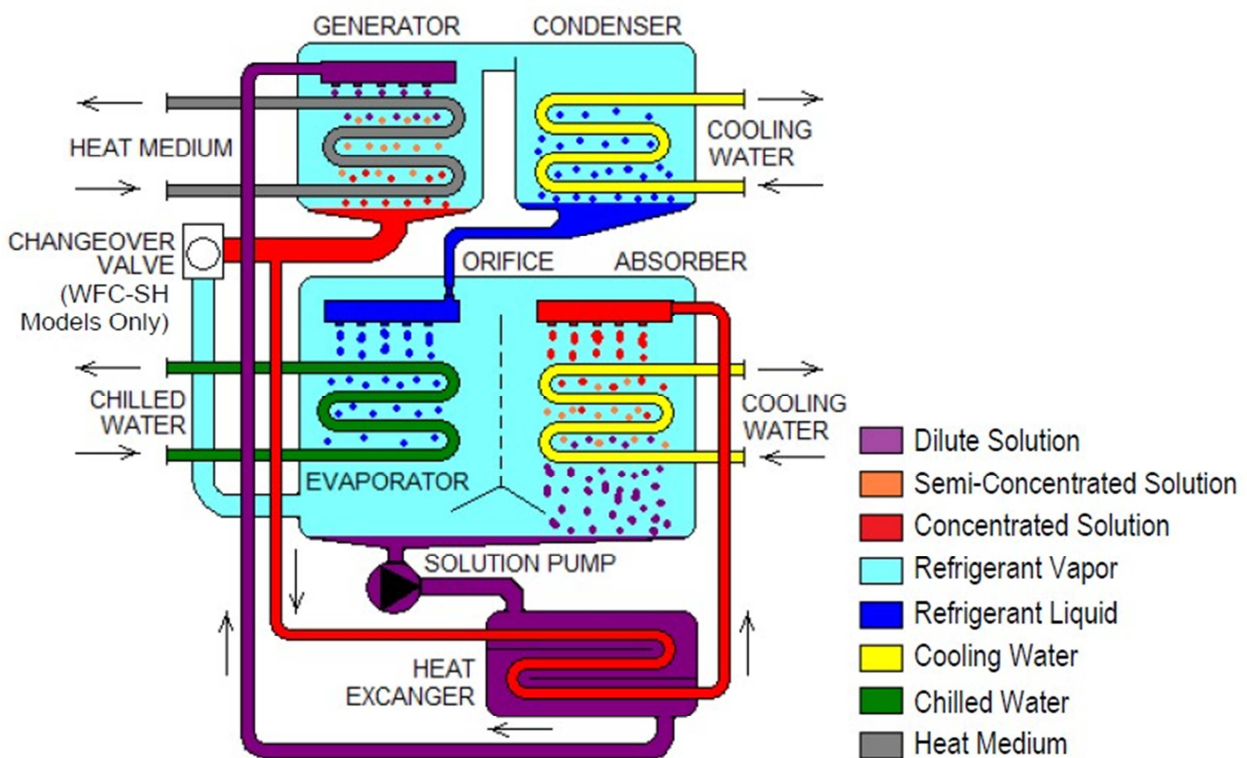 GENERATOR
CONDENSER
HEAT MEDIUM
COOLING
WATER
CHANGEOVER
VALVE
(WFC-SH
Models Only)
ORIFICE
ABSORBER
CHILLED
WATER
COOLING
WATER
EVAPORATOR
SOLUTION PUMP
HEAT
EXCANGER
Dilute Solution
Semi-Concentrated Solution
Concentrated Solution
Refrigerant Vapor
Refrigerant Liquid
Cooling Water
Chilled Water
Heat Medium